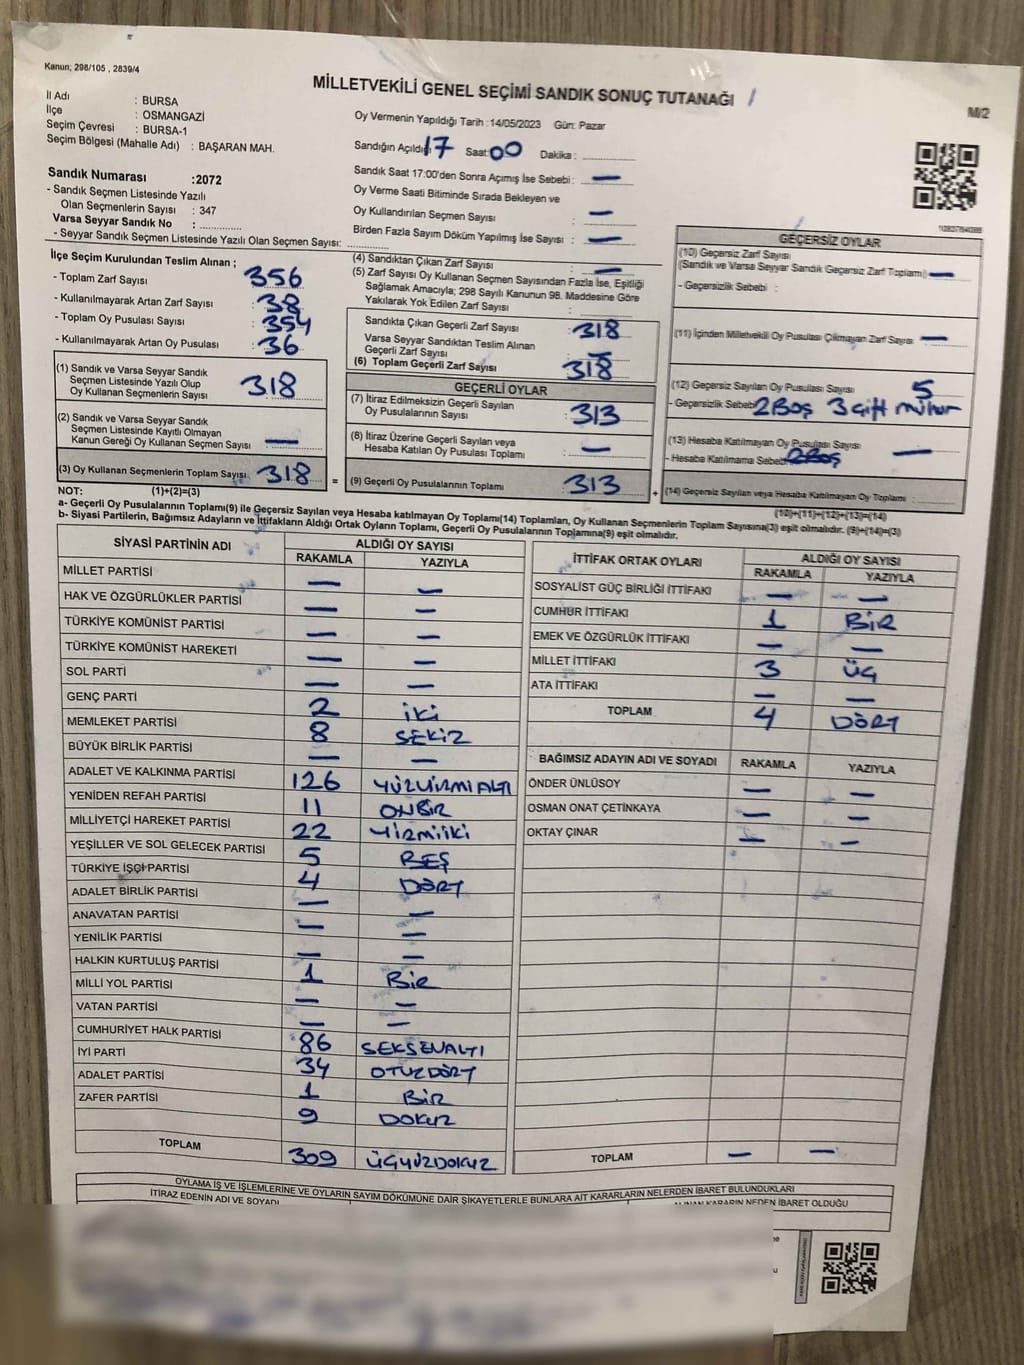 Kanun; 298/105 , 2839/4
MİLLETVEKİLİ GENEL SEÇİMİ SANDIK SONUÇ TUTANAĞI
M/2
İl Adı : BURSA
İlçe : OSMANGAZİ
Seçim Çevresi : BURSA-1
Seçim Bölgesi (Mahalle Adı) : BAŞARAN MAH.
Oy Vermenin Yapıldığı Tarih :14/05/2023 Gün: Pazar
Sandığın Açıldığı 17 Saat: 00 Dakika :
Sandık Saat 17:00'den Sonra Açımış İse Sebebi : —
Oy Verme Saati Bitiminde Sırada Bekleyen ve
Oy Kullandırılan Seçmen Sayısı : —
Birden Fazla Sayım Döküm Yapılmış İse Sayısı : —
Sandık Numarası :2072
- Sandık Seçmen Listesinde Yazılı
Olan Seçmenlerin Sayısı : 347
Varsa Seyyar Sandık No :
- Seyyar Sandık Seçmen Listesinde Yazılı Olan Seçmen Sayısı:
İlçe Seçim Kurulundan Teslim Alınan ;
- Toplam Zarf Sayısı : 356
- Kullanılmayarak Artan Zarf Sayısı : 38
- Toplam Oy Pusulası Sayısı : 354
- Kullanılmayarak Artan Oy Pusulası : 36
(1) Sandık ve Varsa Seyyar Sandık
Seçmen Listesinde Yazılı Olup
Oy Kullanan Seçmenlerin Sayısı 318
(2) Sandık ve Varsa Seyyar Sandık
Seçmen Listesinde Kayıtlı Olmayan
Kanun Gereği Oy Kullanan Seçmen Sayısı —
(3) Oy Kullanan Seçmenlerin Toplam Sayısı 318
(1)+(2)=(3)
(4) Sandıktan Çıkan Zarf Sayısı : —
(5) Zarf Sayısı Oy Kullanan Seçmen Sayısından Fazla İse, Eşitliği
Sağlamak Amacıyla; 298 Sayılı Kanunun 98. Maddesine Göre
Yakılarak Yok Edilen Zarf Sayısı :
Sandıkta Çıkan Geçerli Zarf Sayısı : 318
Varsa Seyyar Sandıktan Teslim Alınan
Geçerli Zarf Sayısı : —
(6) Toplam Geçerli Zarf Sayısı 318
GEÇERLİ OYLAR
(7) İtiraz Edilmeksizin Geçerli Sayılan
Oy Pusulalarının Sayısı : 313
(8) İtiraz Üzerine Geçerli Sayılan veya
Hesaba Katılan Oy Pusulası Toplamı : —
(9) Geçerli Oy Pusulalarının Toplamı 313
GEÇERSİZ OYLAR
(10) Geçersiz Zarf Sayısı
(Sandık ve Varsa Seyyar Sandık Geçersiz Zarf Toplamı) —
- Geçersizlik Sebebi :
(11) İçinden Milletvekili Oy Pusulası Çıkmayan Zarf Sayısı —
(12) Geçersiz Sayılan Oy Pusulası Sayısı 5
- Geçersizlik Sebebi 2 Boş 3 Çift mühür
(13) Hesaba Katılmayan Oy Pusulası Sayısı —
- Hesaba Katılmama Sebebi
(14) Geçersiz Sayılan veya Hesaba Katılmayan Oy Toplamı :
(10)+(11)+(12)+(13)=(14)
NOT:
a- Geçerli Oy Pusulalarının Toplamı(9) ile Geçersiz Sayılan veya Hesaba katılmayan Oy Toplamı(14) Toplamları, Oy Kullanan Seçmenlerin Toplam Sayısına(3) eşit olmalıdır. (9)+(14)=(3)
b- Siyasi Partilerin, Bağımsız Adayların ve İttifakların Aldığı Ortak Oyların Toplamı, Geçerli Oy Pusulalarının Toplamına(9) eşit olmalıdır.
SİYASİ PARTİNİN ADI ALDIĞI OY SAYISI
RAKAMLA YAZIYLA
MİLLET PARTİSİ — —
HAK VE ÖZGÜRLÜKLER PARTİSİ — —
TÜRKİYE KOMÜNİST PARTİSİ — —
TÜRKİYE KOMÜNİST HAREKETİ — —
SOL PARTİ — —
GENÇ PARTİ 2 İKİ
MEMLEKET PARTİSİ 8 SEKİZ
BÜYÜK BİRLİK PARTİSİ — —
ADALET VE KALKINMA PARTİSİ 126 YÜZYİRMİALTI
YENİDEN REFAH PARTİSİ 11 ONBİR
MİLLİYETÇİ HAREKET PARTİSİ 22 YİRMİİKİ
YEŞİLLER VE SOL GELECEK PARTİSİ 5 BEŞ
TÜRKİYE İŞÇİ PARTİSİ 4 DÖRT
ADALET BİRLİK PARTİSİ —
ANAVATAN PARTİSİ — —
YENİLİK PARTİSİ —
HALKIN KURTULUŞ PARTİSİ — —
MİLLİ YOL PARTİSİ 1 BİR
VATAN PARTİSİ — —
CUMHURİYET HALK PARTİSİ 86 SEKSENALTI
İYİ PARTİ 34 OTUZDÖRT
ADALET PARTİSİ 1 BİR
ZAFER PARTİSİ 9 DOKUZ
TOPLAM 309 ÜÇYÜZDOKUZ
İTTİFAK ORTAK OYLARI ALDIĞI OY SAYISI
RAKAMLA YAZIYLA
SOSYALİST GÜÇ BİRLİĞİ İTTİFAKI — —
CUMHUR İTTİFAKI 1 BİR
EMEK VE ÖZGÜRLÜK İTTİFAKI — —
MİLLET İTTİFAKI 3 ÜÇ
ATA İTTİFAKI — —
TOPLAM 4 DÖRT
BAĞIMSIZ ADAYIN ADI VE SOYADI RAKAMLA YAZIYLA
ÖNDER ÜNLÜSOY — —
OSMAN ONAT ÇETİNKAYA — —
OKTAY ÇINAR — —
TOPLAM — —
OYLAMA İŞ VE İŞLEMLERİNE VE OYLARIN SAYIM DÖKÜMÜNE DAİR ŞİKAYETLERLE BUNLARA AİT KARARLARIN NELERDEN İBARET BULUNDUKLARI
İTİRAZ EDENİN ADI VE SOYADI ALINAN KARARIN NEDEN İBARET OLDUĞU